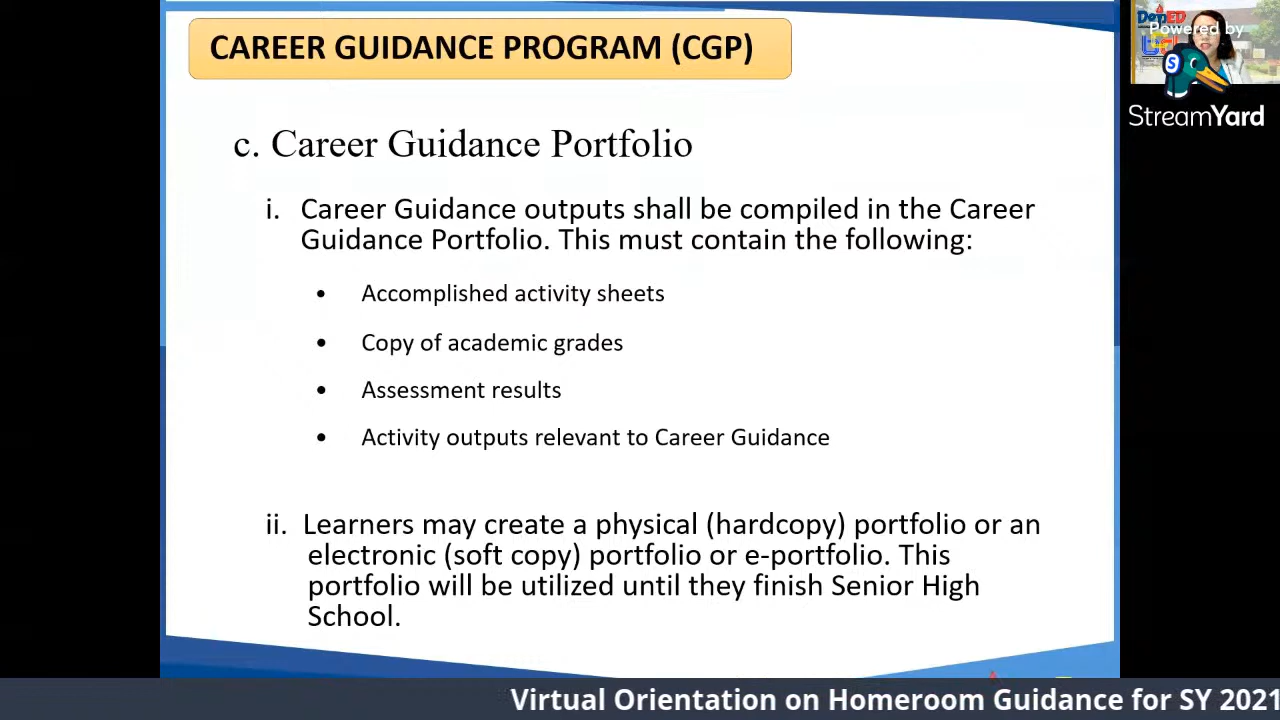 CAREER GUIDANCE PROGRAM (CGP)
DepED
Powered by
S
StreamYard
c. Career Guidance Portfolio
i. Career Guidance outputs shall be compiled in the Career
Guidance Portfolio. This must contain the following:
• Accomplished activity sheets
• Copy of academic grades
• Assessment results
• Activity outputs relevant to Career Guidance
ii. Learners may create a physical (hardcopy) portfolio or an
electronic (soft copy) portfolio or e-portfolio. This
portfolio will be utilized until they finish Senior High
School.
Virtual Orientation on Homeroom Guidance for SY 2021